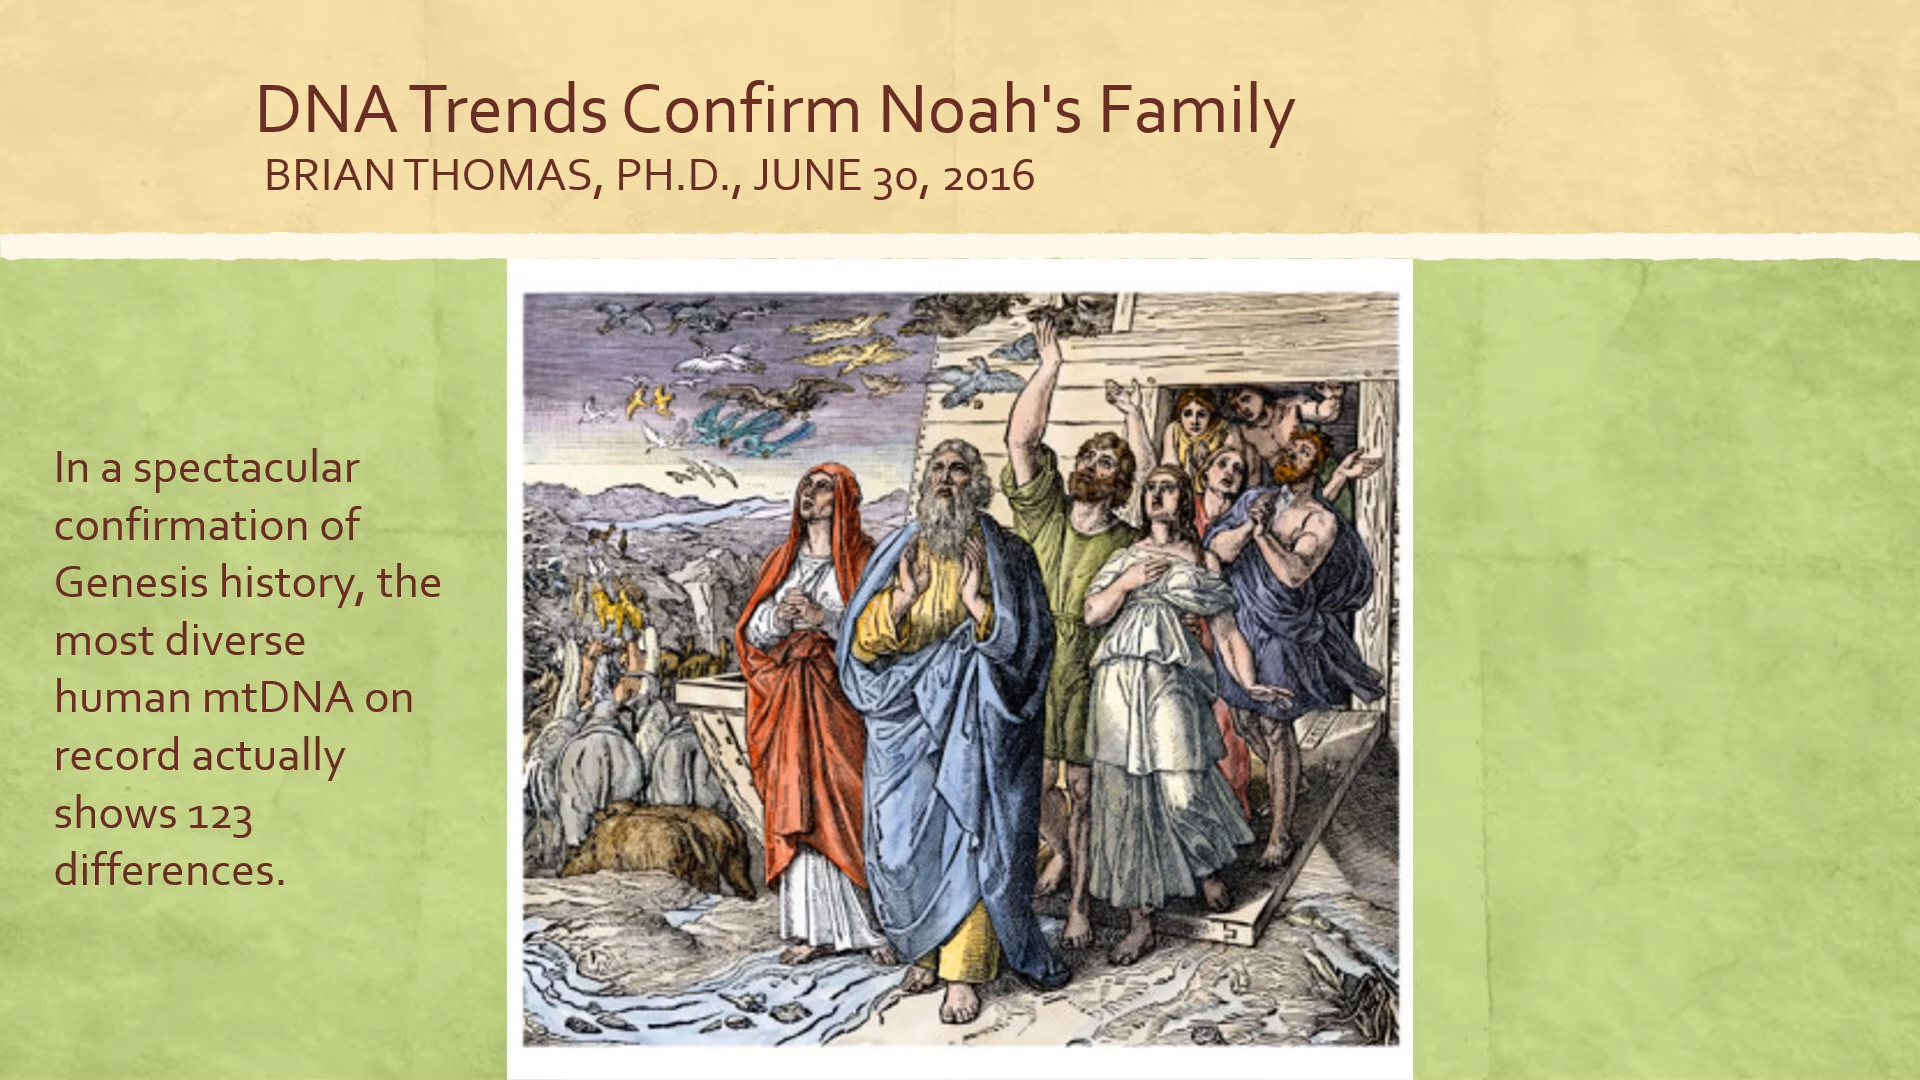 DNA Trends Confirm Noah's Family
BRIAN THOMAS, PH.D., JUNE 30, 2016
In a spectacular
confirmation of
Genesis history, the
most diverse
human mtDNA on
record actually
shows 123
differences.